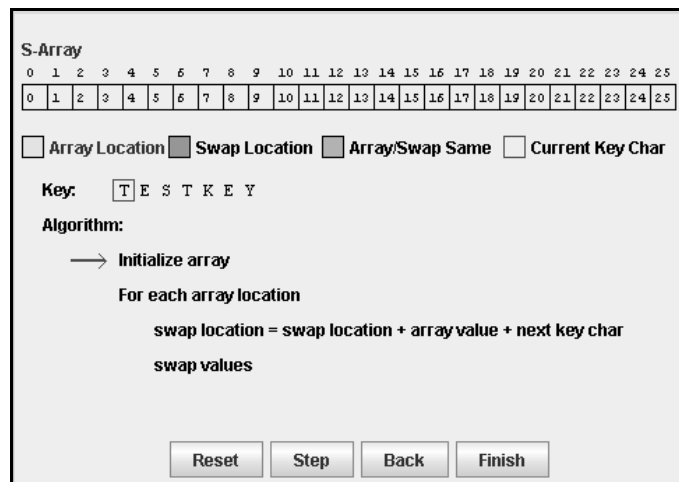 S-Array
0 1 2 3 4 5 6 7 8 9 10 11 12 13 14 15 16 17 18 19 20 21 22 23 24 25
0 1 2 3 4 5 6 7 8 9 10 11 12 13 14 15 16 17 18 19 20 21 22 23 24 25
Array Location Swap Location Array/Swap Same Current Key Char
Key: T E S T K E Y
Algorithm:
Initialize array
For each array location
swap location = swap location + array value + next key char
swap values
Reset Step Back Finish